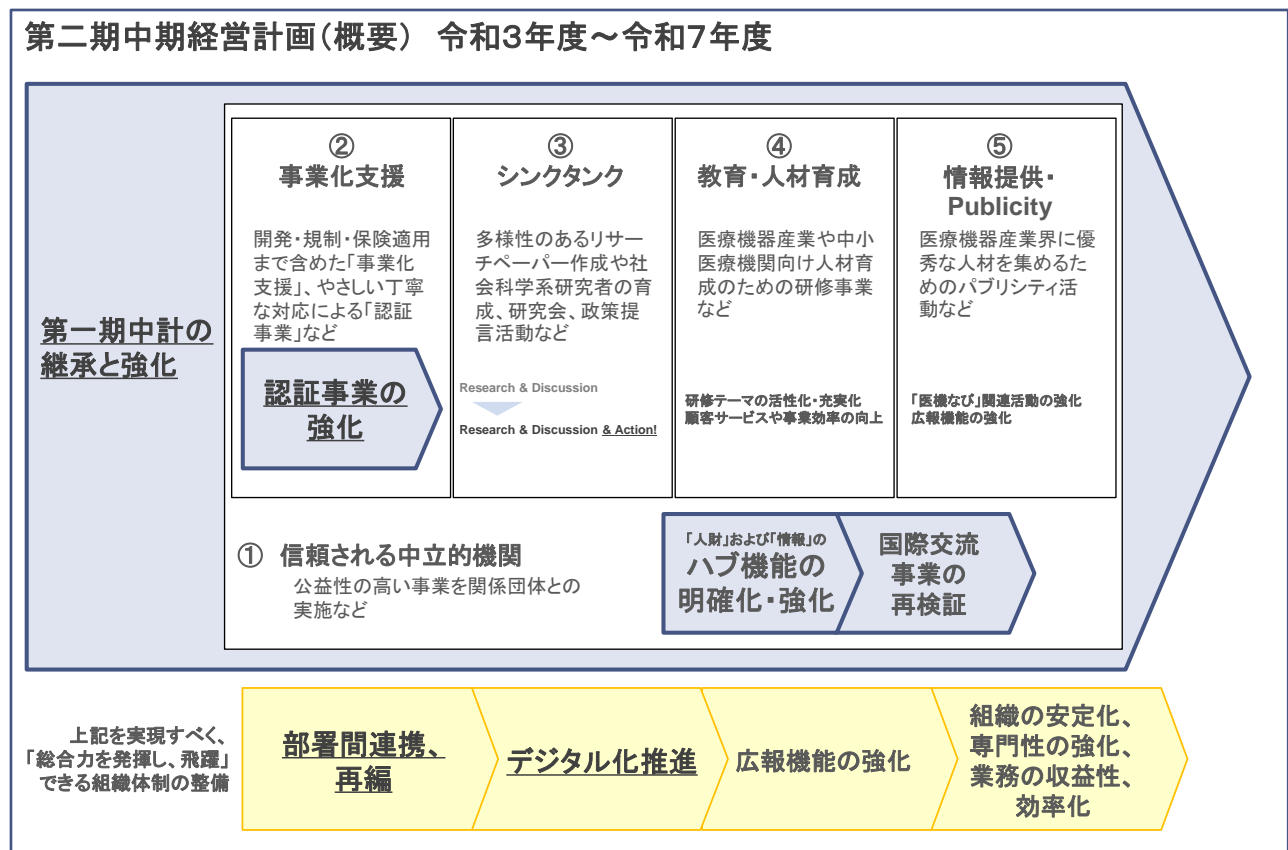 第二期中期経営計画(概要) 令和3年度～令和7年度
第一期中計の
継承と強化
②
事業化支援
開発・規制・保険適用
まで含めた「事業化
支援」、やさしい丁寧
な対応による「認証
事業」など
認証事業の
強化
③
シンクタンク
多様性のあるリサー
チペーパー作成や社
会科学系研究者の育
成、研究会、政策提
言活動など
Research & Discussion
Research & Discussion & Action!
④
教育・人材育成
医療機器産業や中小
医療機関向け人材育
成のための研修事業
など
研修テーマの活性化・充実化
顧客サービスや事業効率の向上
⑤
情報提供・
Publicity
医療機器産業界に優
秀な人材を集めるた
めのパブリシティ活
動など
「医機なび」関連活動の強化
広報機能の強化
① 信頼される中立的機関
公益性の高い事業を関係団体との
実施など
「人財」および「情報」の
ハブ機能の
明確化・強化
国際交流
事業の
再検証
上記を実現すべく、
「総合力を発揮し、飛躍」
できる組織体制の整備
部署間連携、
再編
デジタル化推進
広報機能の強化
組織の安定化、
専門性の強化、
業務の収益性、
効率化